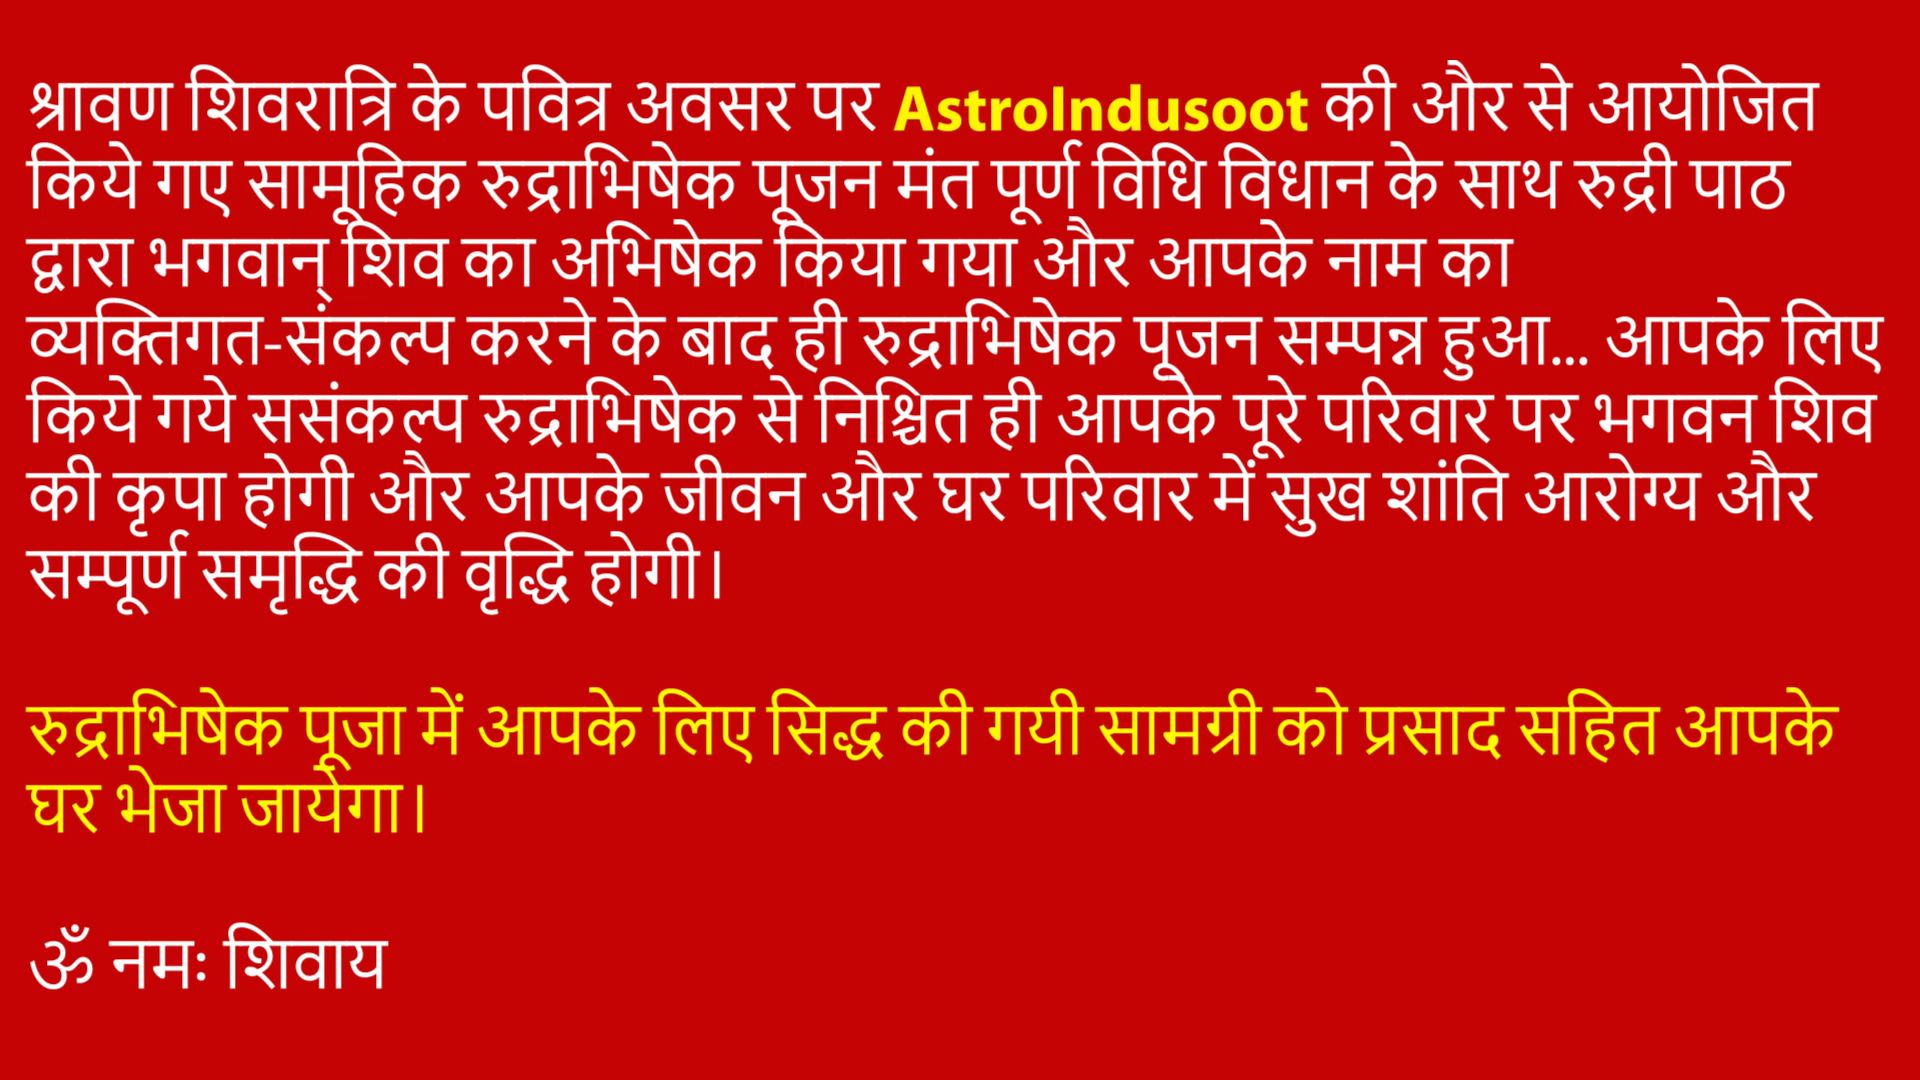 श्रावण शिवरात्रि के पवित्र अवसर पर AstroIndusoot की और से आयोजित
किये गए सामूहिक रुद्राभिषेक पूजन मंत पूर्ण विधि विधान के साथ रुद्री पाठ
द्वारा भगवान् शिव का अभिषेक किया गया और आपके नाम का
व्यक्तिगत-संकल्प करने के बाद ही रुद्राभिषेक पूजन सम्पन्न हुआ... आपके लिए
किये गये ससंकल्प रुद्राभिषेक से निश्चित ही आपके पूरे परिवार पर भगवन शिव
की कृपा होगी और आपके जीवन और घर परिवार में सुख शांति आरोग्य और
सम्पूर्ण समृद्धि की वृद्धि होगी।
रुद्राभिषेक पूजा में आपके लिए सिद्ध की गयी सामग्री को प्रसाद सहित आपके
घर भेजा जायेगा।
ॐ नमः शिवाय